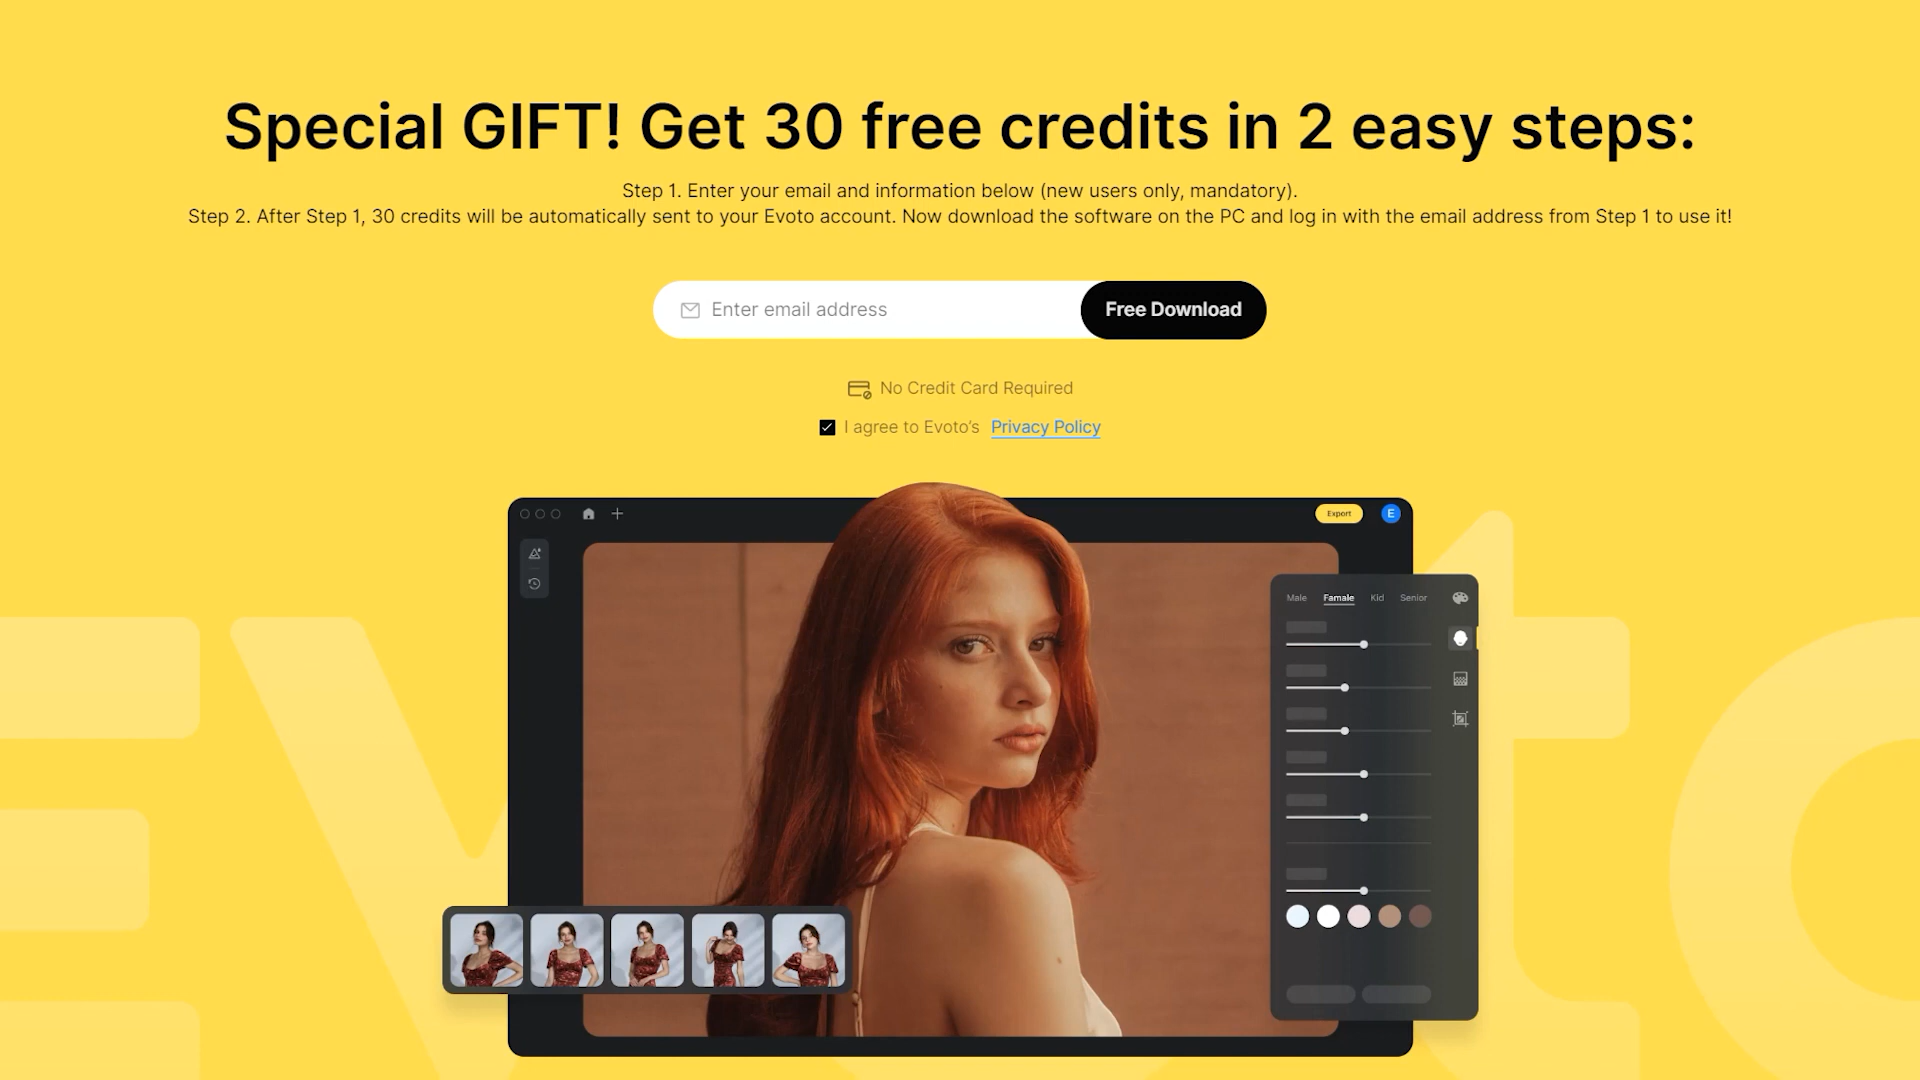 Special GIFT! Get 30 free credits in 2 easy steps:
Step 1. Enter your email and information below (new users only, mandatory).
Step 2. After Step 1, 30 credits will be automatically sent to your Evoto account. Now download the software on the PC and log in with the email address from Step 1 to use it!
Enter email address
Free Download
No Credit Card Required
I agree to Evoto's Privacy Policy
Export
E
Male Famale Kid Senior
Evoto